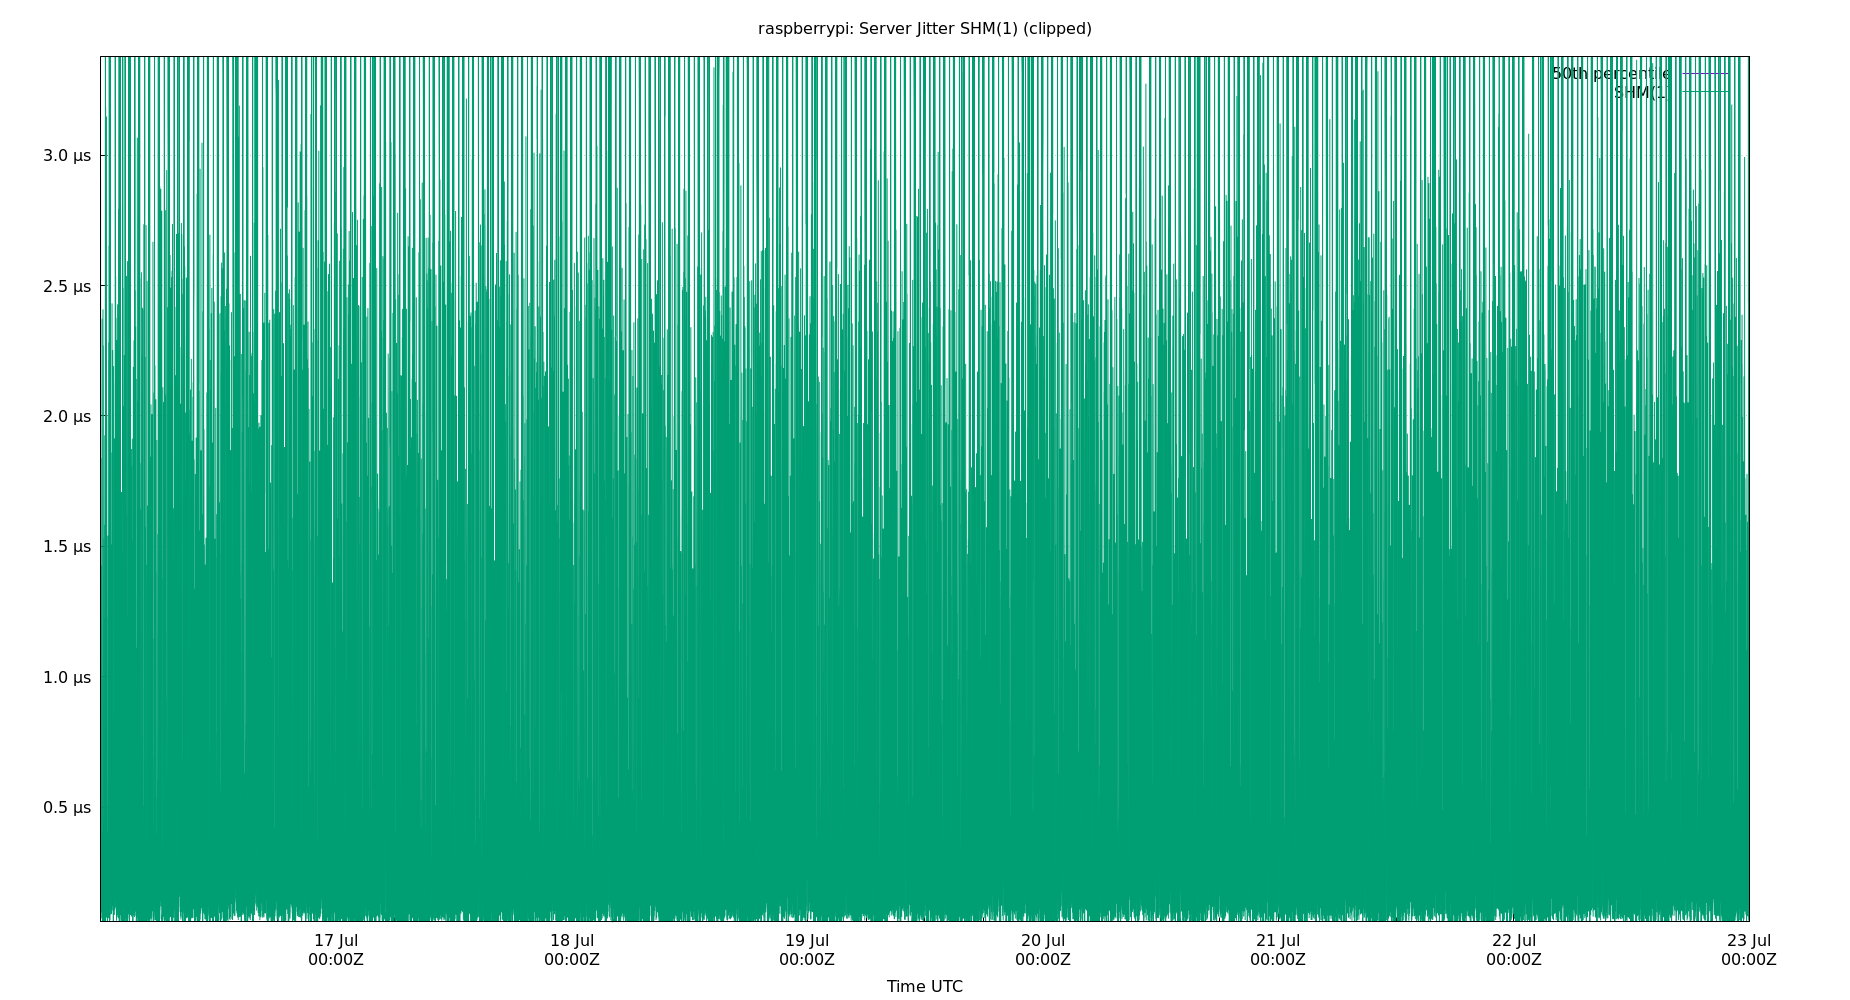 raspberrypi: Server Jitter SHM(1) (clipped)
50th percentile
SHM(1)
3.0 µs
2.5 µs
2.0 µs
1.5 µs
1.0 µs
0.5 µs
17 Jul 18 Jul 19 Jul 20 Jul 21 Jul 22 Jul 23 Jul
00:00Z 00:00Z 00:00Z 00:00Z 00:00Z 00:00Z 00:00Z
Time UTC